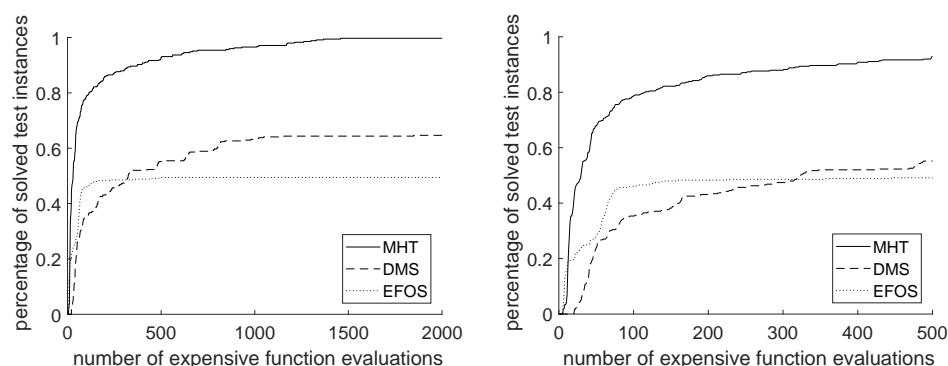 percentage of solved test instances
1
0.8
0.6
0.4
0.2
0
MHT
DMS
EFOS
0
500
1000
1500
2000
number of expensive function evaluations
percentage of solved test instances
1
0.8
0.6
0.4
0.2
0
MHT
DMS
EFOS
0
100
200
300
400
500
number of expensive function evaluations